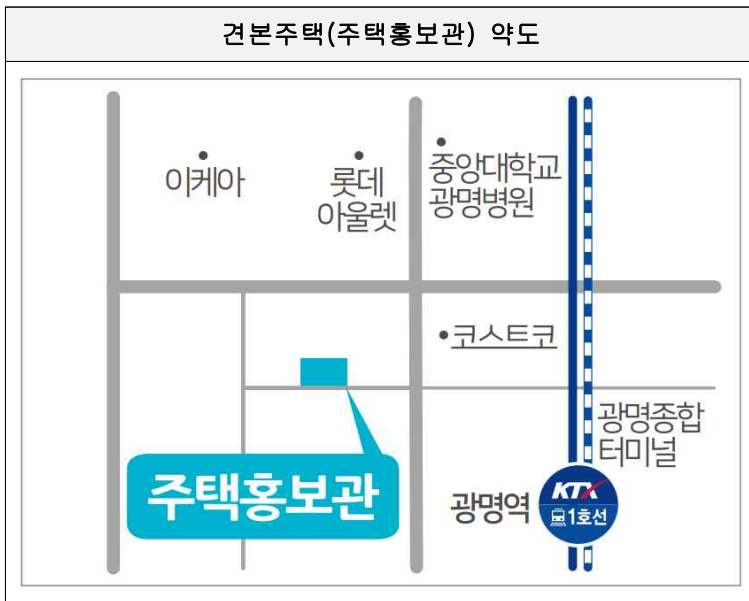 견본주택(주택홍보관) 약도
이케아
롯데
아울렛
중앙대학교
광명병원
코스트코
광명종합
터미널
주택홍보관
광명역
KTX
1호선